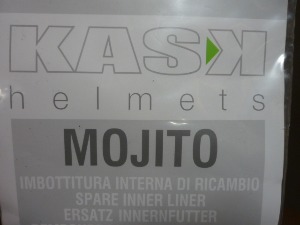 KASK
helmets
MOJITO
IMBOTTITURA INTERNA DI RICAMBIO
SPARE INNER LINER
ERSATZ INNERNFUTTER